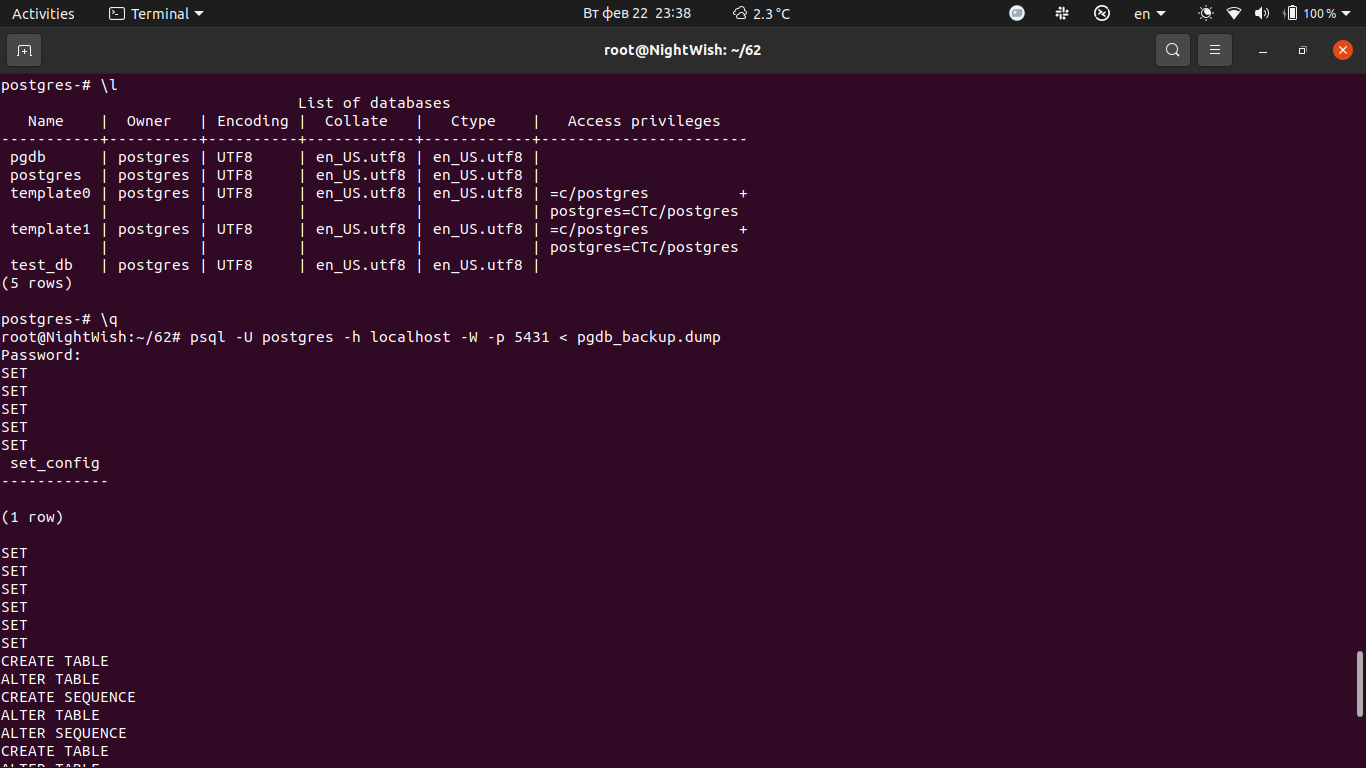 Activities Terminal Вт фев 22 23:38 2.3 °C en 100 %
root@NightWish: ~/62
postgres-# \l
                                 List of databases
   Name    |  Owner   | Encoding |  Collate   |   Ctype    |   Access privileges
-----------+----------+----------+------------+------------+-----------------------
 pgdb      | postgres | UTF8     | en_US.utf8 | en_US.utf8 |
 postgres  | postgres | UTF8     | en_US.utf8 | en_US.utf8 |
 template0 | postgres | UTF8     | en_US.utf8 | en_US.utf8 | =c/postgres          +
           |          |          |            |            | postgres=CTc/postgres
 template1 | postgres | UTF8     | en_US.utf8 | en_US.utf8 | =c/postgres          +
           |          |          |            |            | postgres=CTc/postgres
 test_db   | postgres | UTF8     | en_US.utf8 | en_US.utf8 |
(5 rows)
postgres-# \q
root@NightWish:~/62# psql -U postgres -h localhost -W -p 5431 < pgdb_backup.dump
Password:
SET
SET
SET
SET
SET
 set_config
------------
(1 row)
SET
SET
SET
SET
SET
SET
CREATE TABLE
ALTER TABLE
CREATE SEQUENCE
ALTER TABLE
ALTER SEQUENCE
CREATE TABLE
ALTER TABLE